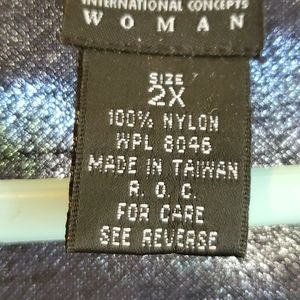 INTERNATIONAL CONCEPTS
WOMAN
SIZE
2X
100% NYLON
WPL 8046
MADE IN TAIWAN
R. O. C.
FOR CARE
SEE REVERSE